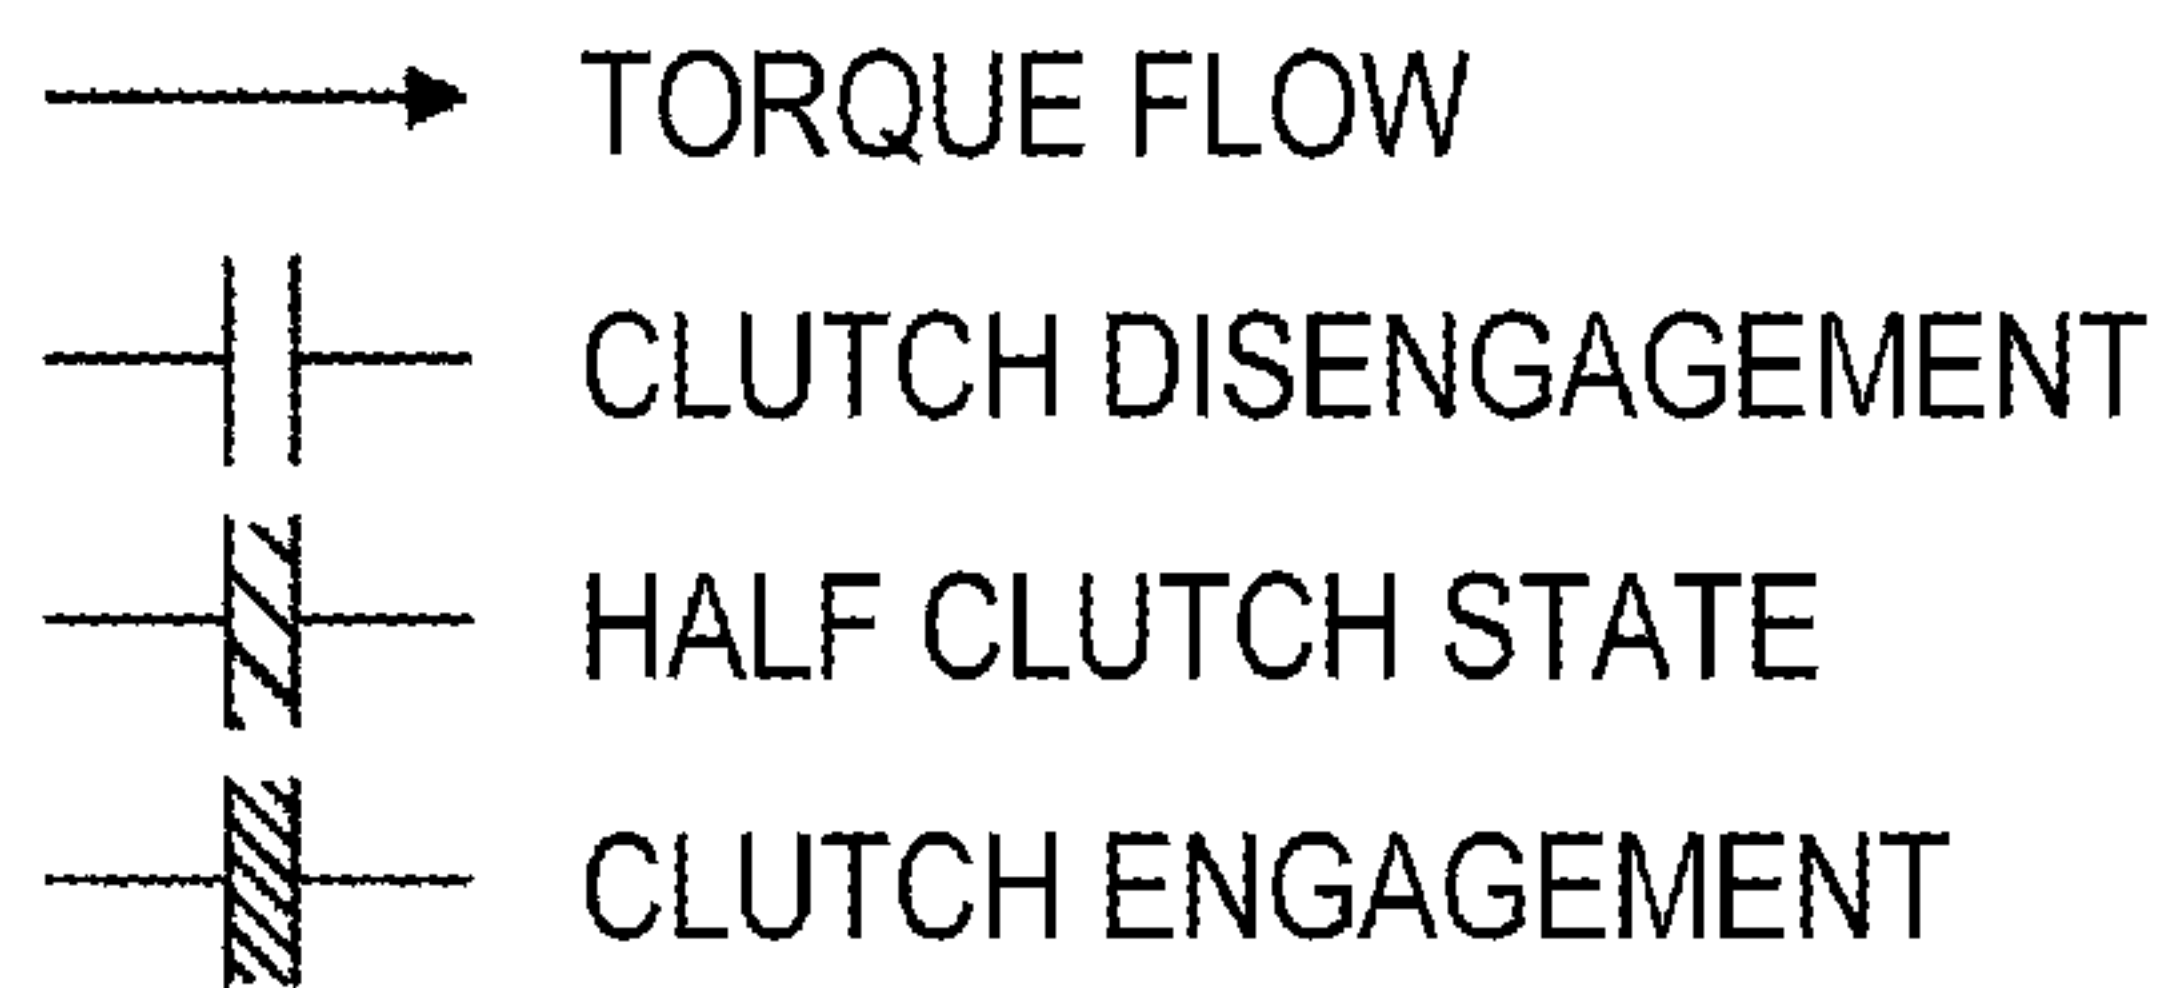 TORQUE FLOW
CLUTCH DISENGAGEMENT
HALF CLUTCH STATE
CLUTCH ENGAGEMENT